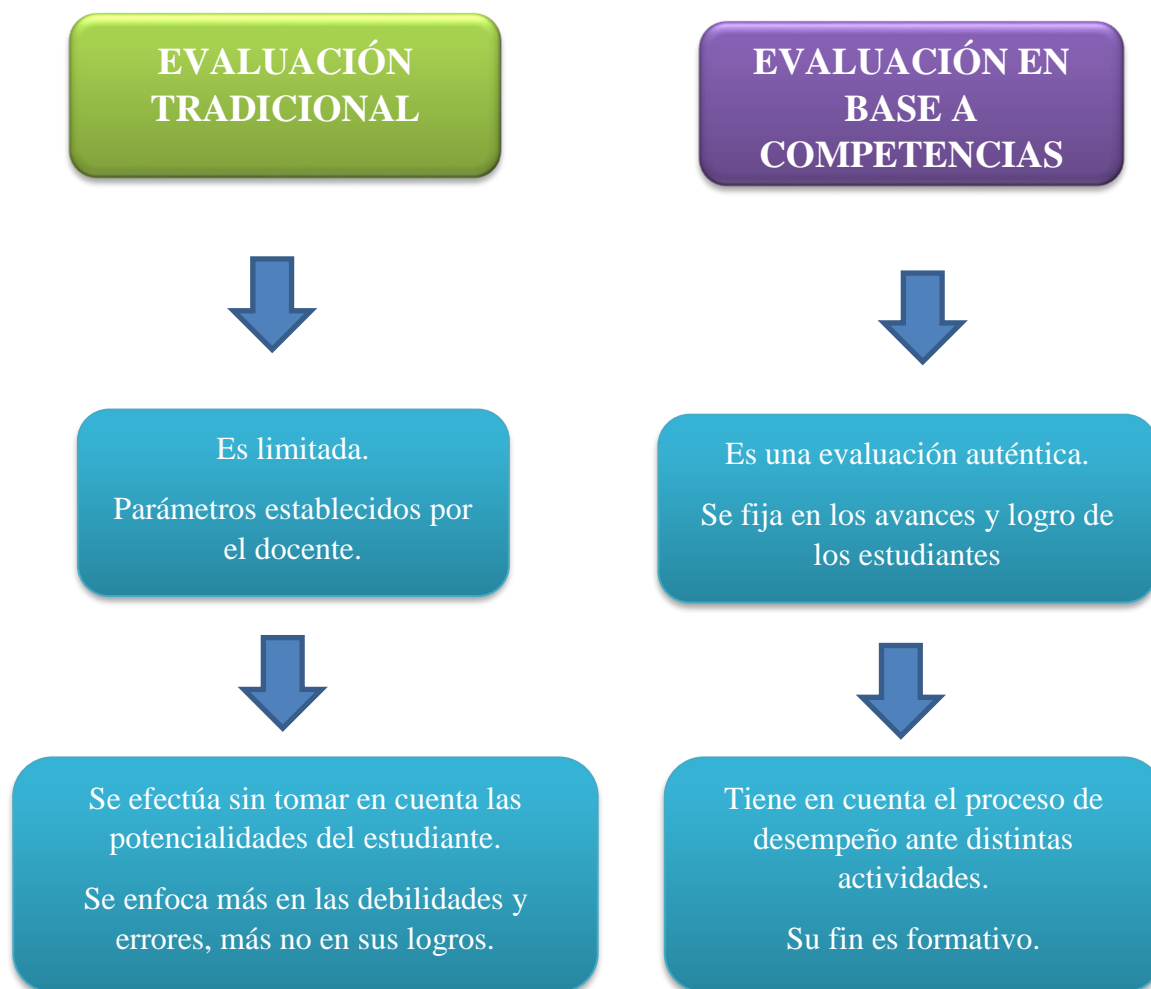 EVALUACIÓN
TRADICIONAL
EVALUACIÓN EN
BASE A
COMPETENCIAS
Es limitada.
Parámetros establecidos por
el docente.
Es una evaluación auténtica.
Se fija en los avances y logro de
los estudiantes
Se efectúa sin tomar en cuenta las
potencialidades del estudiante.
Se enfoca más en las debilidades y
errores, más no en sus logros.
Tiene en cuenta el proceso de
desempeño ante distintas
actividades.
Su fin es formativo.